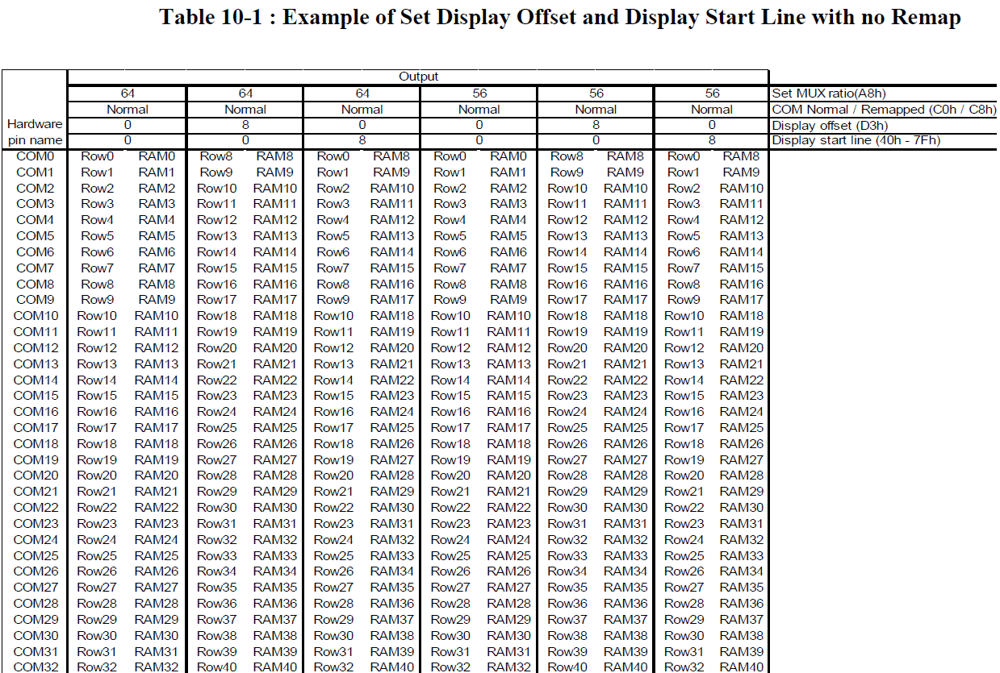 Table 10-1 : Example of Set Display Offset and Display Start Line with no Remap
Output
64 64 64 56 56 56 Set MUX ratio(A8h)
Normal Normal Normal Normal Normal Normal COM Normal / Remapped (C0h / C8h)
Hardware 0 8 0 0 8 0 Display offset (D3h)
pin name 0 0 8 0 0 8 Display start line (40h - 7Fh)
COM0 Row0 RAM0 Row8 RAM8 Row0 RAM8 Row0 RAM0 Row8 RAM8 Row0 RAM8
COM1 Row1 RAM1 Row9 RAM9 Row1 RAM9 Row1 RAM1 Row9 RAM9 Row1 RAM9
COM2 Row2 RAM2 Row10 RAM10 Row2 RAM10 Row2 RAM2 Row10 RAM10 Row2 RAM10
COM3 Row3 RAM3 Row11 RAM11 Row3 RAM11 Row3 RAM3 Row11 RAM11 Row3 RAM11
COM4 Row4 RAM4 Row12 RAM12 Row4 RAM12 Row4 RAM4 Row12 RAM12 Row4 RAM12
COM5 Row5 RAM5 Row13 RAM13 Row5 RAM13 Row5 RAM5 Row13 RAM13 Row5 RAM13
COM6 Row6 RAM6 Row14 RAM14 Row6 RAM14 Row6 RAM6 Row14 RAM14 Row6 RAM14
COM7 Row7 RAM7 Row15 RAM15 Row7 RAM15 Row7 RAM7 Row15 RAM15 Row7 RAM15
COM8 Row8 RAM8 Row16 RAM16 Row8 RAM16 Row8 RAM8 Row16 RAM16 Row8 RAM16
COM9 Row9 RAM9 Row17 RAM17 Row9 RAM17 Row9 RAM9 Row17 RAM17 Row9 RAM17
COM10 Row10 RAM10 Row18 RAM18 Row10 RAM18 Row10 RAM10 Row18 RAM18 Row10 RAM18
COM11 Row11 RAM11 Row19 RAM19 Row11 RAM19 Row11 RAM11 Row19 RAM19 Row11 RAM19
COM12 Row12 RAM12 Row20 RAM20 Row12 RAM20 Row12 RAM12 Row20 RAM20 Row12 RAM20
COM13 Row13 RAM13 Row21 RAM21 Row13 RAM21 Row13 RAM13 Row21 RAM21 Row13 RAM21
COM14 Row14 RAM14 Row22 RAM22 Row14 RAM22 Row14 RAM14 Row22 RAM22 Row14 RAM22
COM15 Row15 RAM15 Row23 RAM23 Row15 RAM23 Row15 RAM15 Row23 RAM23 Row15 RAM23
COM16 Row16 RAM16 Row24 RAM24 Row16 RAM24 Row16 RAM16 Row24 RAM24 Row16 RAM24
COM17 Row17 RAM17 Row25 RAM25 Row17 RAM25 Row17 RAM17 Row25 RAM25 Row17 RAM25
COM18 Row18 RAM18 Row26 RAM26 Row18 RAM26 Row18 RAM18 Row26 RAM26 Row18 RAM26
COM19 Row19 RAM19 Row27 RAM27 Row19 RAM27 Row19 RAM19 Row27 RAM27 Row19 RAM27
COM20 Row20 RAM20 Row28 RAM28 Row20 RAM28 Row20 RAM20 Row28 RAM28 Row20 RAM28
COM21 Row21 RAM21 Row29 RAM29 Row21 RAM29 Row21 RAM21 Row29 RAM29 Row21 RAM29
COM22 Row22 RAM22 Row30 RAM30 Row22 RAM30 Row22 RAM22 Row30 RAM30 Row22 RAM30
COM23 Row23 RAM23 Row31 RAM31 Row23 RAM31 Row23 RAM23 Row31 RAM31 Row23 RAM31
COM24 Row24 RAM24 Row32 RAM32 Row24 RAM32 Row24 RAM24 Row32 RAM32 Row24 RAM32
COM25 Row25 RAM25 Row33 RAM33 Row25 RAM33 Row25 RAM25 Row33 RAM33 Row25 RAM33
COM26 Row26 RAM26 Row34 RAM34 Row26 RAM34 Row26 RAM26 Row34 RAM34 Row26 RAM34
COM27 Row27 RAM27 Row35 RAM35 Row27 RAM35 Row27 RAM27 Row35 RAM35 Row27 RAM35
COM28 Row28 RAM28 Row36 RAM36 Row28 RAM36 Row28 RAM28 Row36 RAM36 Row28 RAM36
COM29 Row29 RAM29 Row37 RAM37 Row29 RAM37 Row29 RAM29 Row37 RAM37 Row29 RAM37
COM30 Row30 RAM30 Row38 RAM38 Row30 RAM38 Row30 RAM30 Row38 RAM38 Row30 RAM38
COM31 Row31 RAM31 Row39 RAM39 Row31 RAM39 Row31 RAM31 Row39 RAM39 Row31 RAM39
COM32 Row32 RAM32 Row40 RAM40 Row32 RAM40 Row32 RAM32 Row40 RAM40 Row32 RAM40